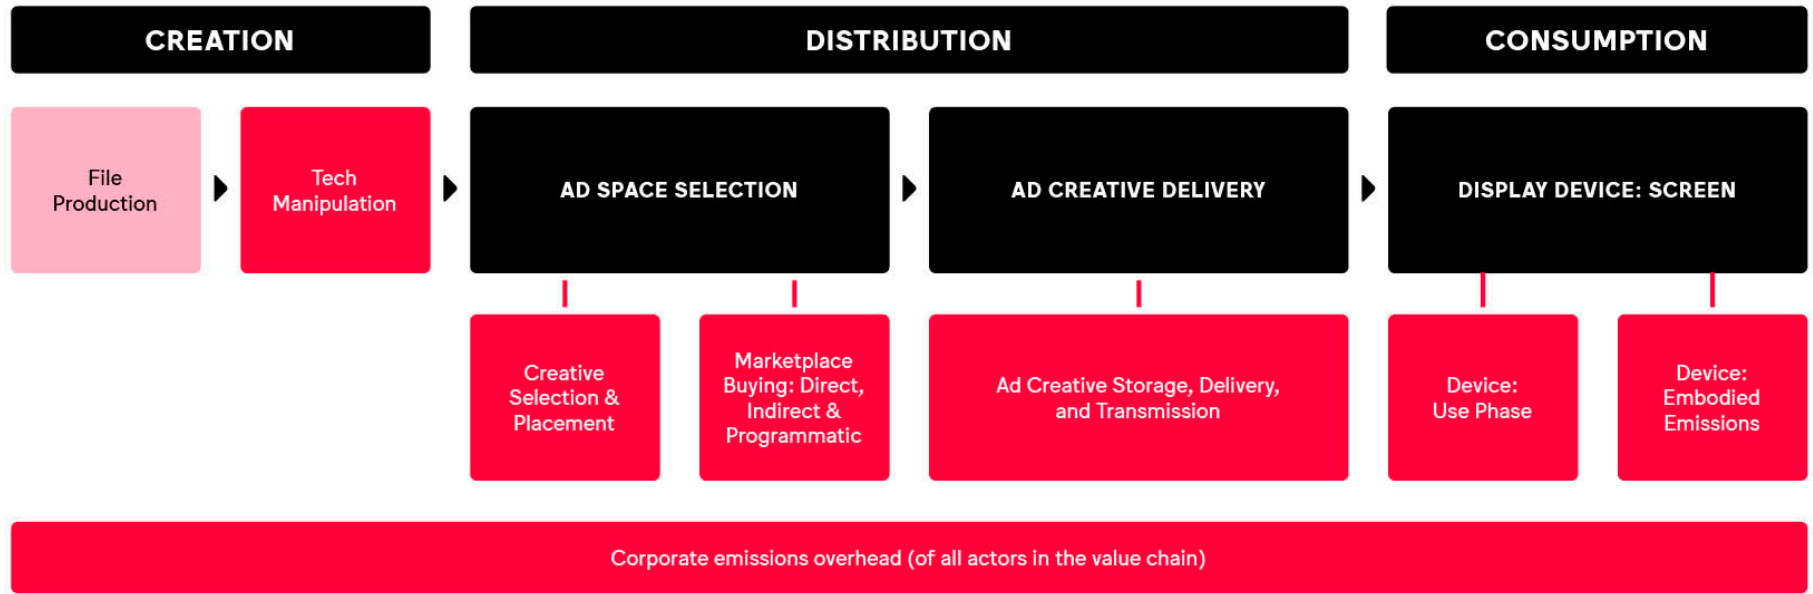 CREATION
DISTRIBUTION
CONSUMPTION
File
Production
Tech
Manipulation
AD SPACE SELECTION
AD CREATIVE DELIVERY
DISPLAY DEVICE: SCREEN
Creative
Selection &
Placement
Marketplace
Buying: Direct,
Indirect &
Programmatic
Ad Creative Storage, Delivery,
and Transmission
Device:
Use Phase
Device:
Embodied
Emissions
Corporate emissions overhead (of all actors in the value chain)